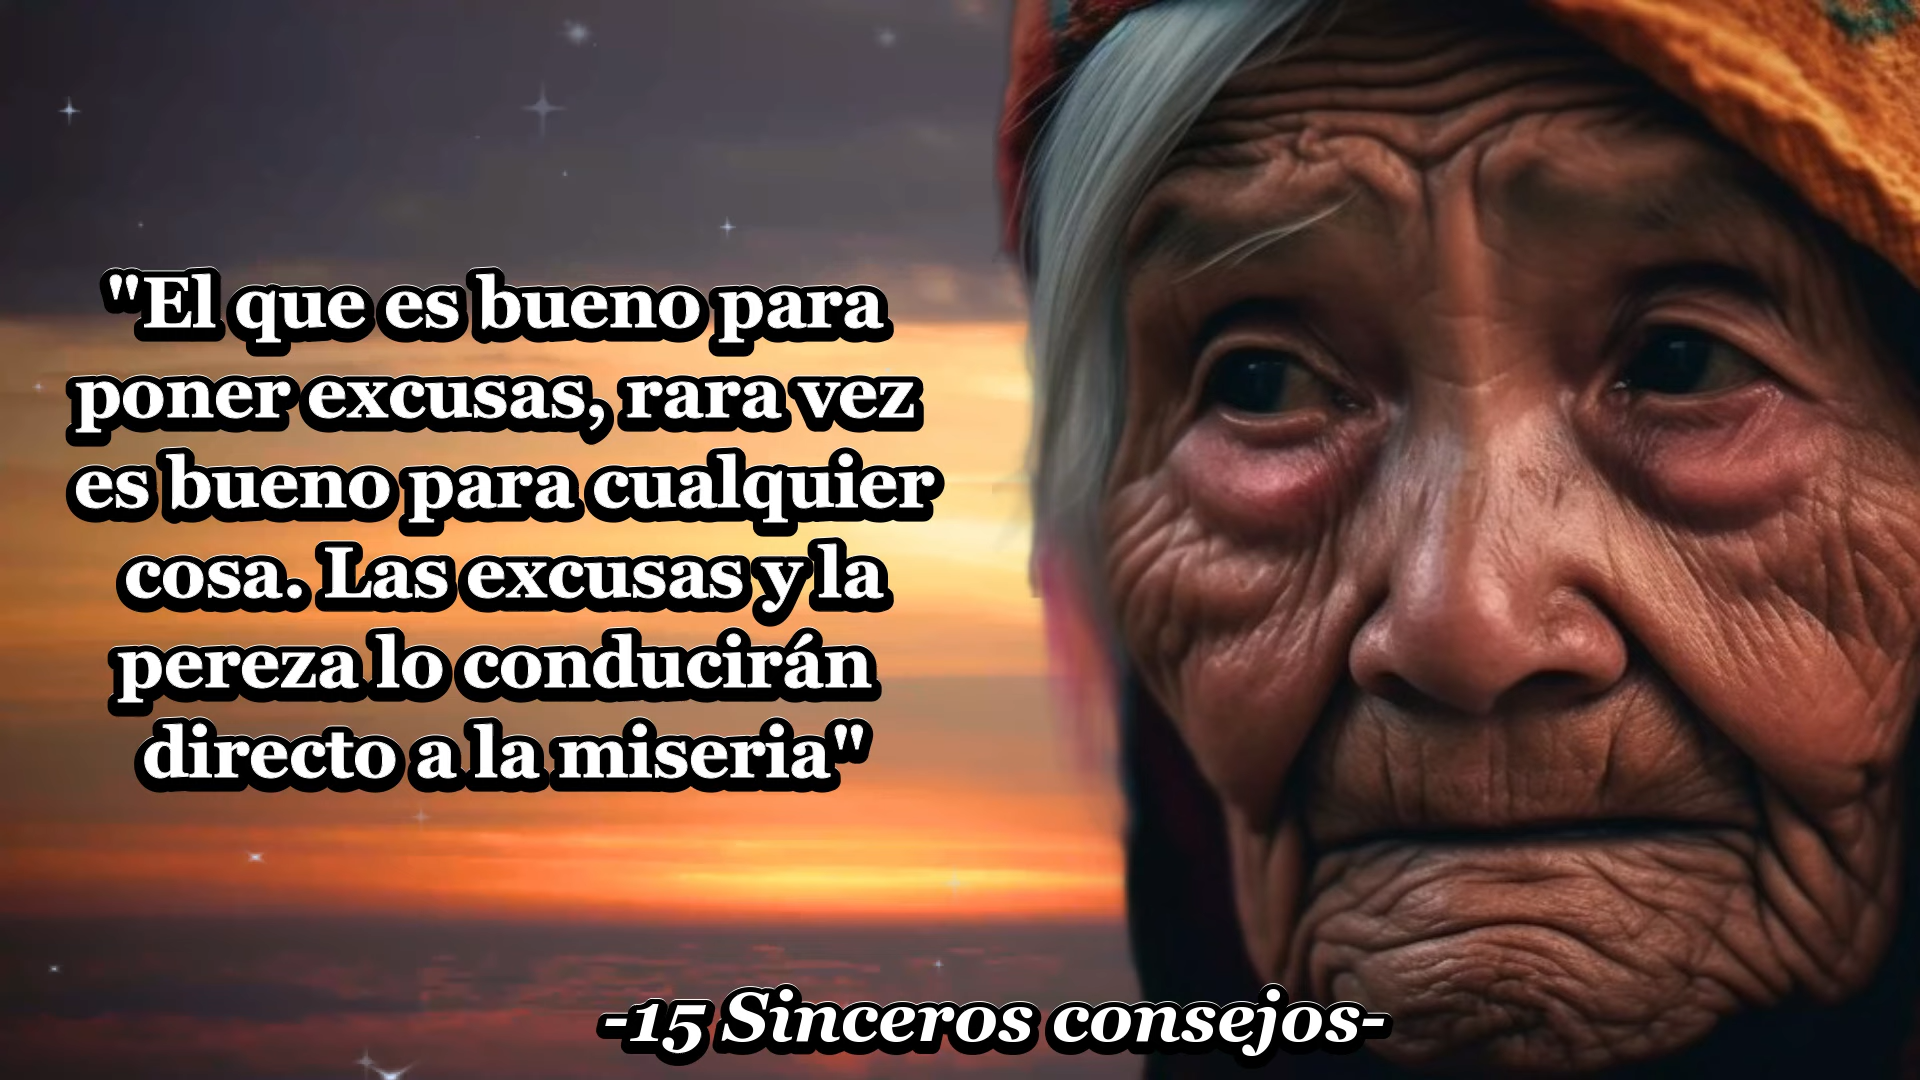 "El que es bueno para
poner excusas, rara vez
es bueno para cualquier
cosa. Las excusas y la
pereza lo conducirán
directo a la miseria"
-15 Sinceros consejos-